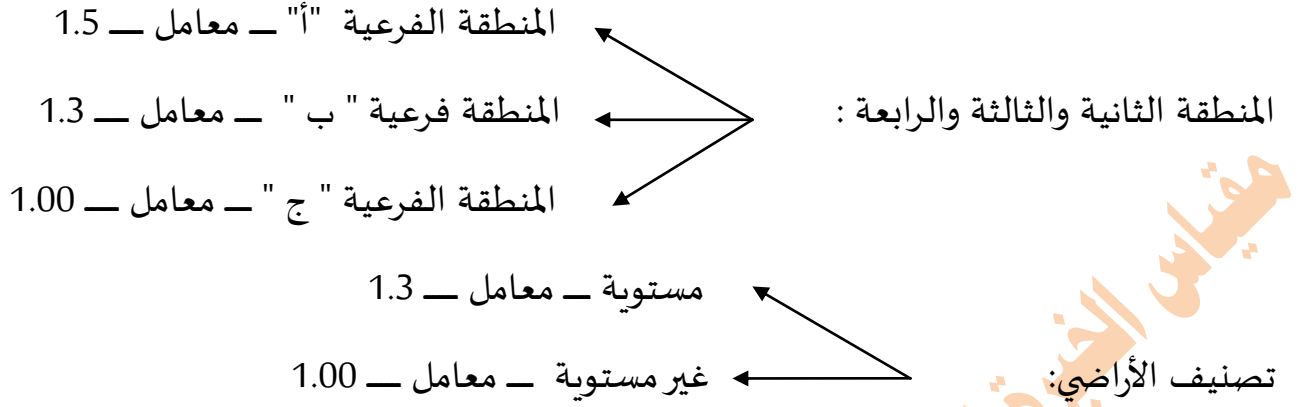 المنطقة الفرعية "أ" ــ معامل ــ 1.5
المنطقة الثانية والثالثة والرابعة : المنطقة فرعية " ب " ــ معامل ــ 1.3
المنطقة الفرعية " ج " ــ معامل ــ 1.00
مستوية ــ معامل ــ 1.3
تصنيف الأراضي: غير مستوية ــ معامل ــ 1.00
مقياس